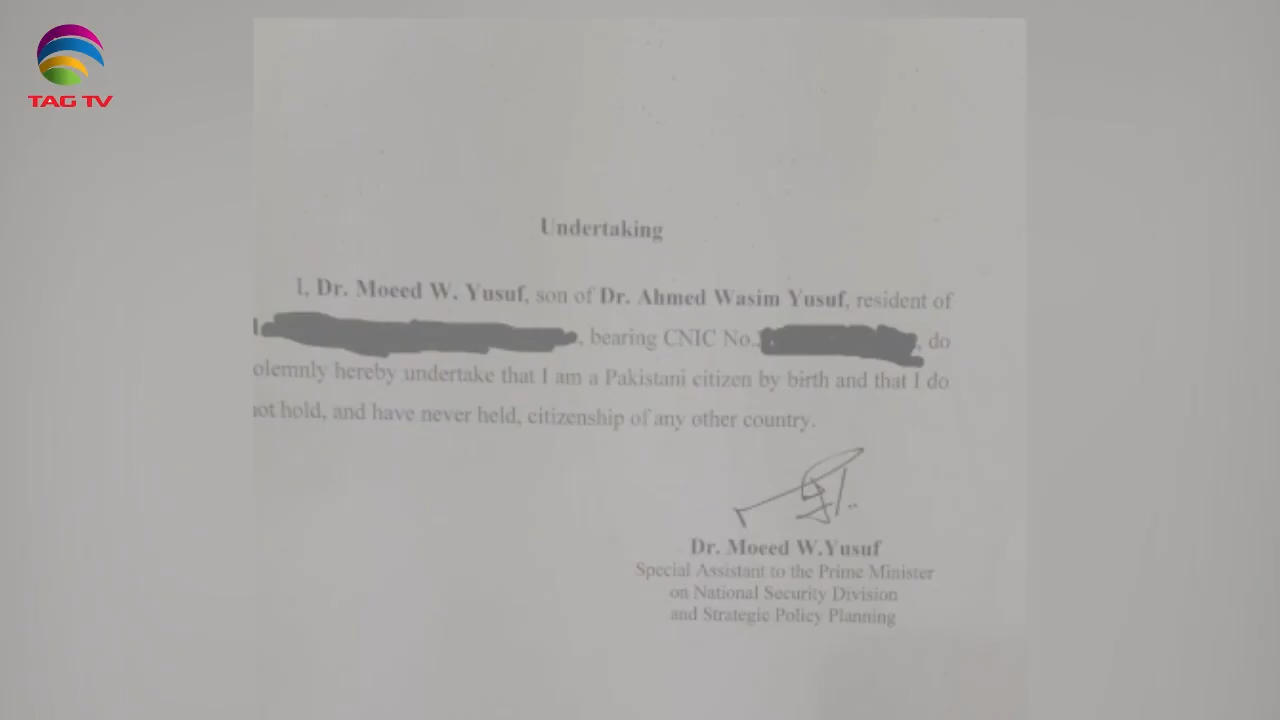 TAG TV
Undertaking
I, Dr. Moeed W. Yusuf, son of Dr. Ahmed Wasim Yusuf, resident of
, bearing CNIC No. , do
olemnly hereby undertake that I am a Pakistani citizen by birth and that I do
not hold, and have never held, citizenship of any other country.
Dr. Moeed W.Yusuf
Special Assistant to the Prime Minister
on National Security Division
and Strategic Policy Planning